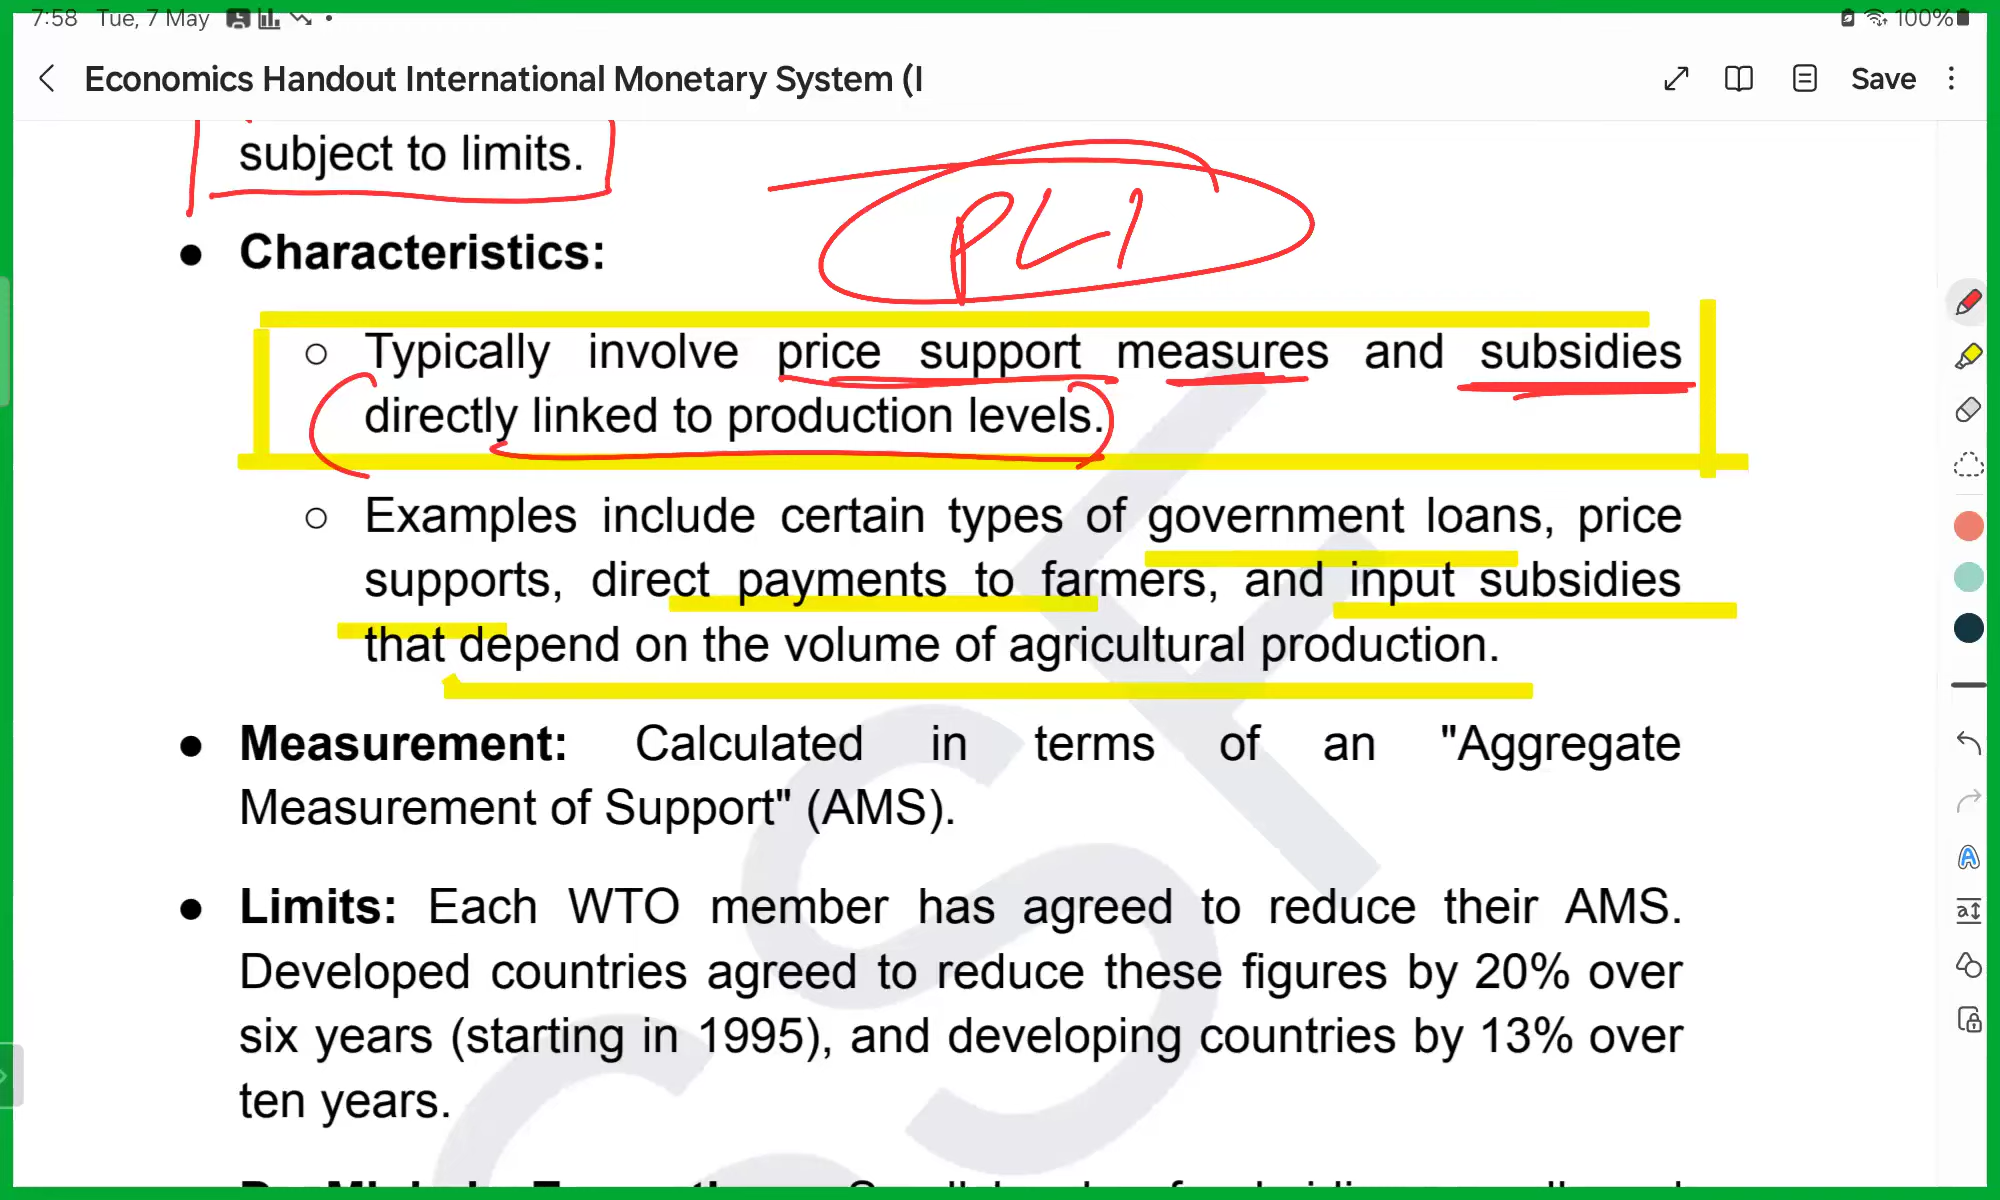 7:58 Tue, 7 May
100%
Economics Handout International Monetary System (I
Save
subject to limits.
PLI
● Characteristics:
○ Typically involve price support measures and subsidies
directly linked to production levels.
○ Examples include certain types of government loans, price
supports, direct payments to farmers, and input subsidies
that depend on the volume of agricultural production.
● Measurement: Calculated in terms of an "Aggregate
Measurement of Support" (AMS).
● Limits: Each WTO member has agreed to reduce their AMS.
Developed countries agreed to reduce these figures by 20% over
six years (starting in 1995), and developing countries by 13% over
ten years.